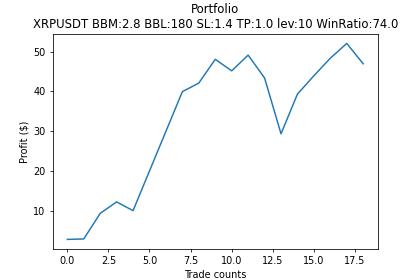 Portfolio
XRPUSDT BBM:2.8 BBL:180 SL:1.4 TP:1.0 lev:10 WinRatio:74.0
Profit ($)
50
40
30
20
10
0.0 2.5 5.0 7.5 10.0 12.5 15.0 17.5
Trade counts